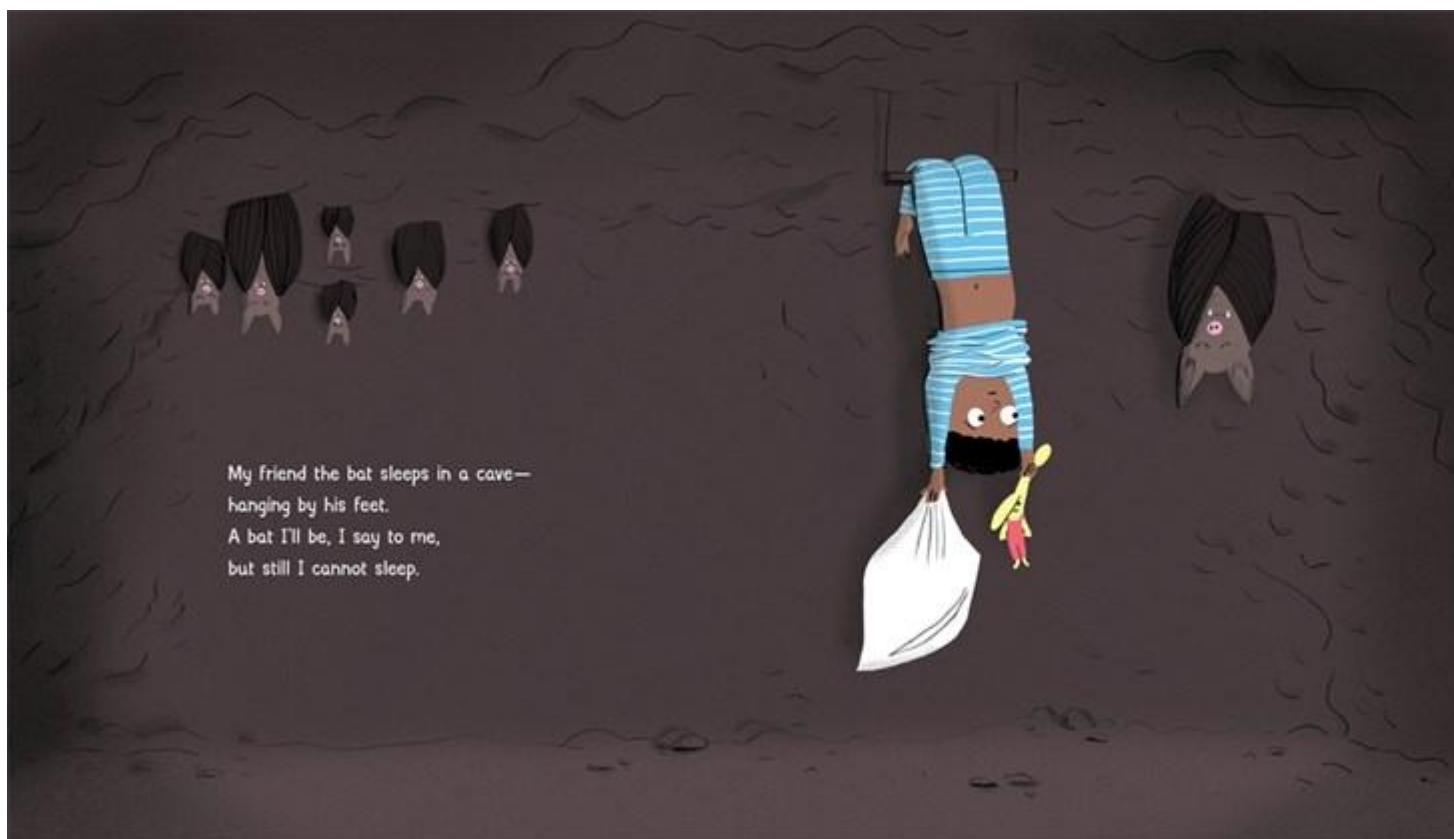 My friend the bat sleeps in a cave—
hanging by his feet.
A bat I'll be, I say to me,
but still I cannot sleep.